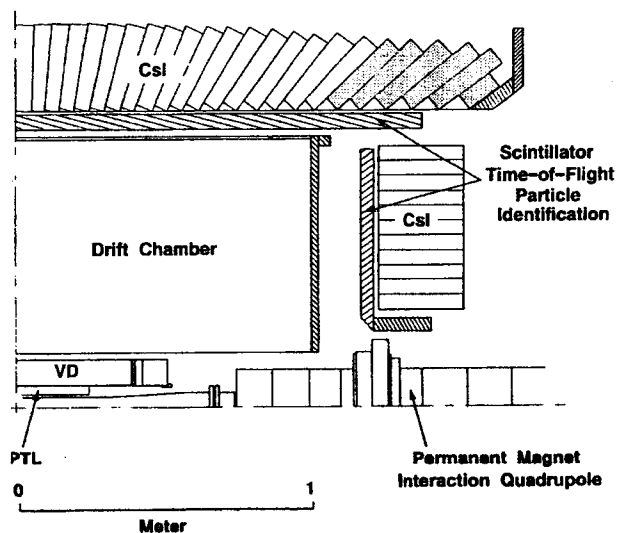 CsI
Scintillator
Time-of-Flight
Particle
Identification
CsI
Drift Chamber
VD
PTL
Permanent Magnet
Interaction Quadrupole
0 1
Meter